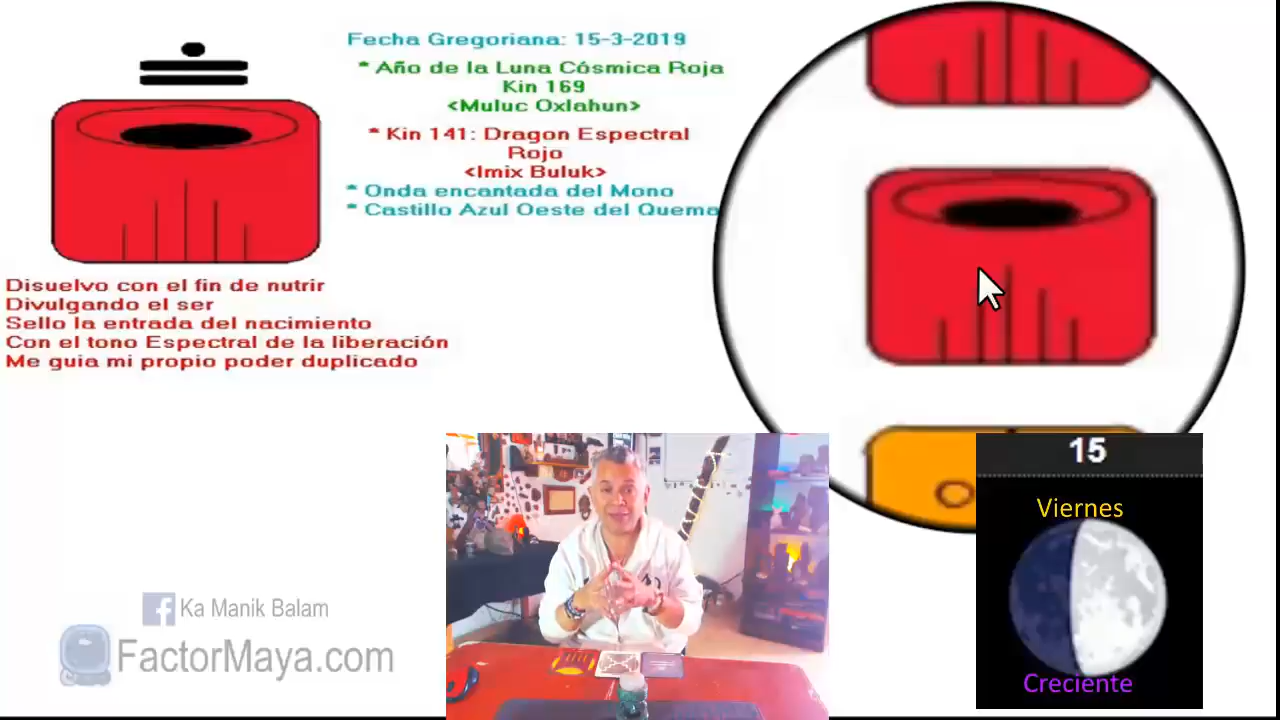 Fecha Gregoriana: 15-3-2019
* Año de la Luna Cósmica Roja
Kin 169
<Muluc Oxlahun>
* Kin 141: Dragon Espectral
Rojo
<Imix Buluk>
* Onda encantada del Mono
* Castillo Azul Oeste del Quema
Disuelvo con el fin de nutrir
Divulgando el ser
Sello la entrada del nacimiento
Con el tono Espectral de la liberación
Me guia mi propio poder duplicado
15
Viernes
Creciente
Ka Manik Balam
FactorMaya.com